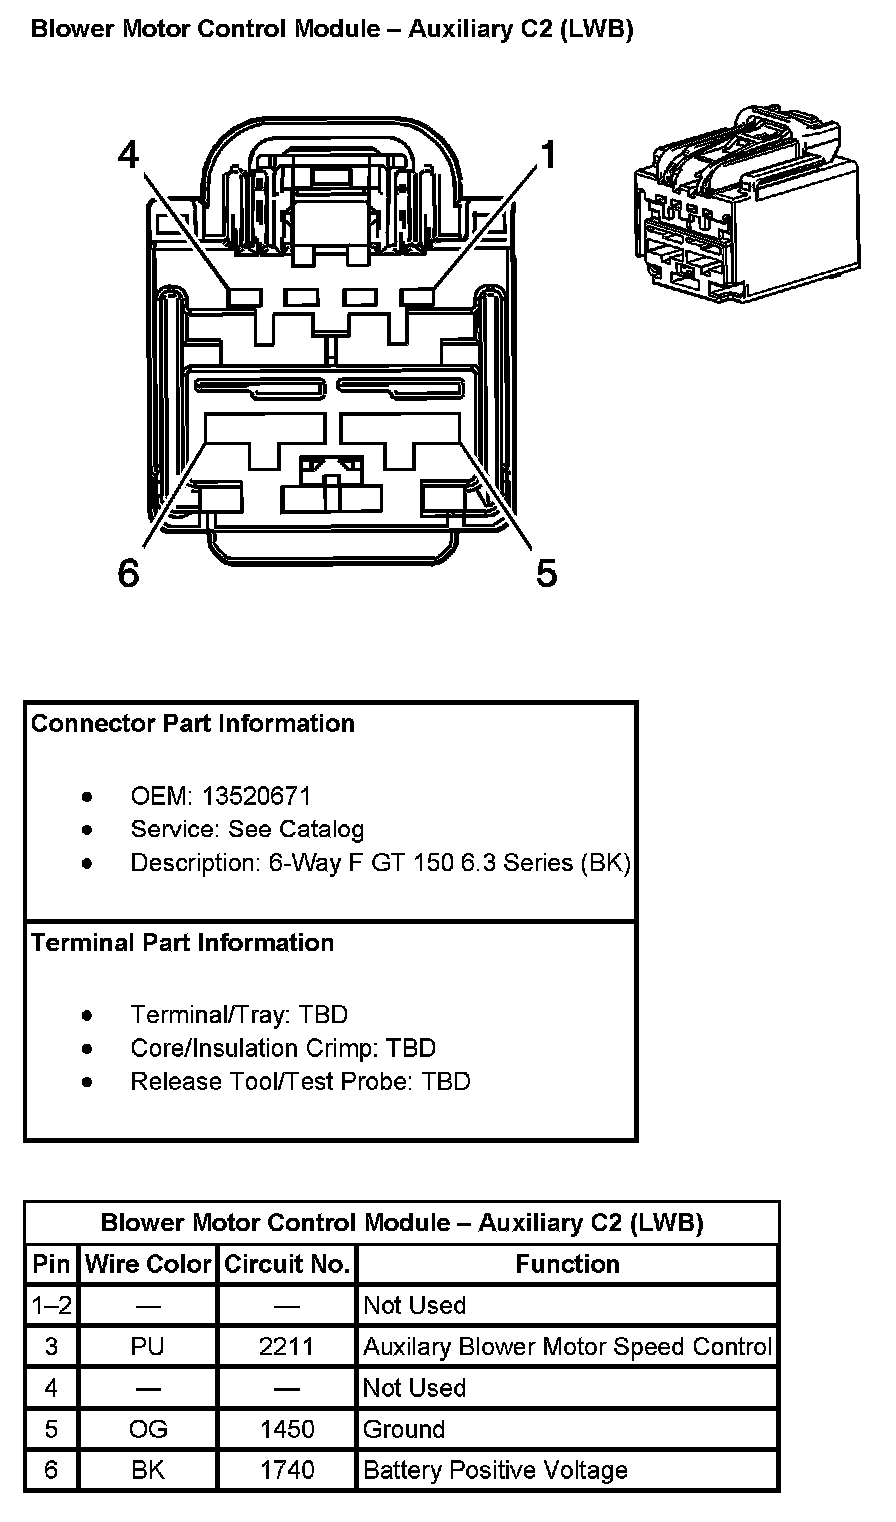 Blower Motor Control Module – Auxiliary C2 (LWB)
4
1
6
5
Connector Part Information
● OEM: 13520671
● Service: See Catalog
● Description: 6-Way F GT 150 6.3 Series (BK)
Terminal Part Information
● Terminal/Tray: TBD
● Core/Insulation Crimp: TBD
● Release Tool/Test Probe: TBD
Blower Motor Control Module – Auxiliary C2 (LWB)
Pin Wire Color Circuit No. Function
1–2 — — Not Used
3 PU 2211 Auxilary Blower Motor Speed Control
4 — — Not Used
5 OG 1450 Ground
6 BK 1740 Battery Positive Voltage